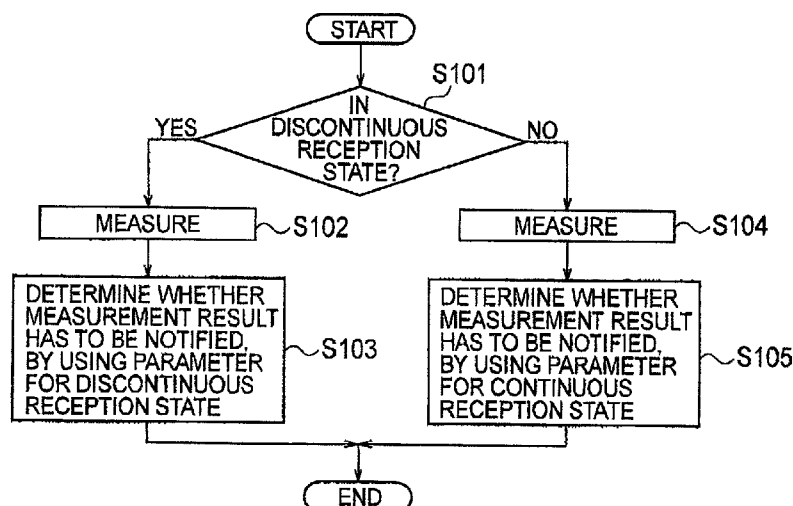 START
S101
IN
DISCONTINUOUS
RECEPTION
STATE?
YES
NO
MEASURE
S102
MEASURE
S104
DETERMINE WHETHER
MEASUREMENT RESULT
HAS TO BE NOTIFIED,
BY USING PARAMETER
FOR DISCONTINUOUS
RECEPTION STATE
S103
DETERMINE WHETHER
MEASUREMENT RESULT
HAS TO BE NOTIFIED,
BY USING PARAMETER
FOR CONTINUOUS
RECEPTION STATE
S105
END